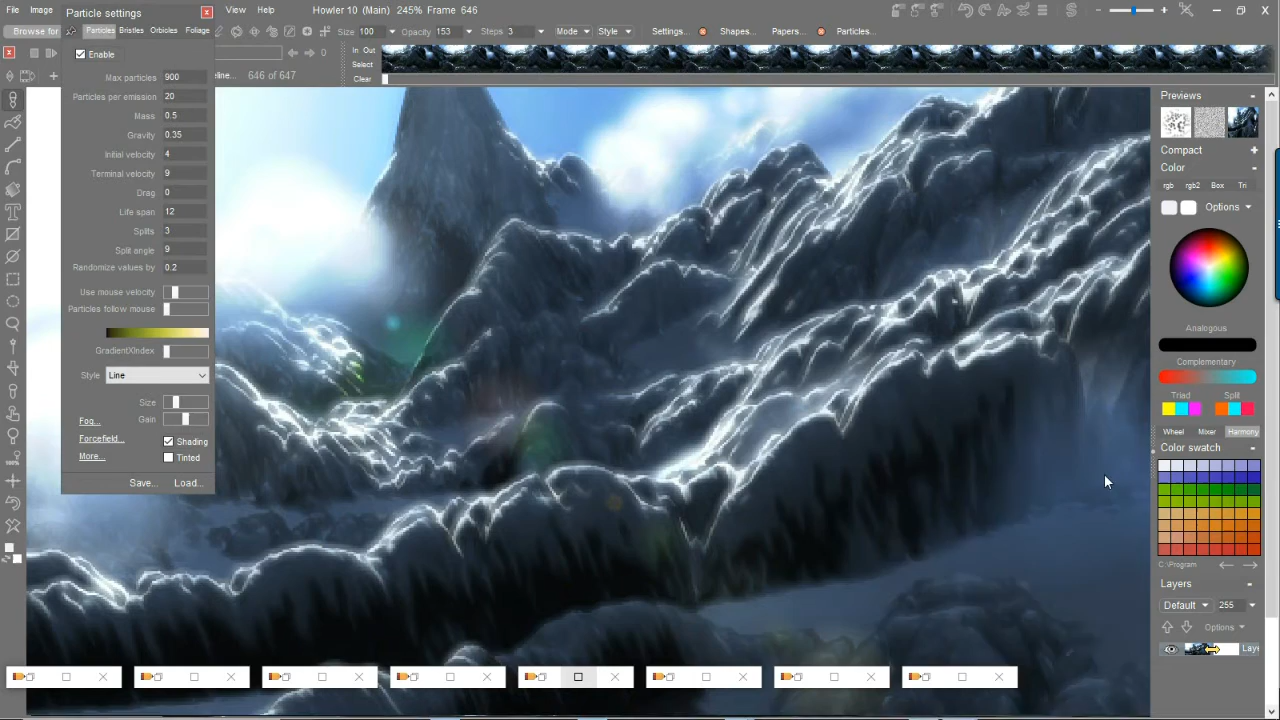 File Image
Particle settings
View Help
Howler 10 (Main) 245% Frame 646
Browse for
Particles Bristles Orbicles Foliage
Size 100 Opacity 153 Steps 3 Mode Style Settings... Shapes... Papers... Particles...
Enable
0
In Out
Select
Clear
646 of 647
Max particles 900
Particles per emission 20
Mass 0.5
Gravity 0.35
Initial velocity 4
Terminal velocity 9
Drag 0
Life span 12
Splits 3
Split angle 9
Randomize values by 0.2
Use mouse velocity
Particles follow mouse
GradientXIndex
Style Line
Size
Fog... Gain
Forcefield... Shading
More... Tinted
Save... Load...
Previews
Compact
Color
rgb rgb2 Box Tri
Options
Analogous
Complementary
Triad Split
Wheel Mixer Harmony
Color swatch
C:\Program
Layers
Default 255
Options
Laye